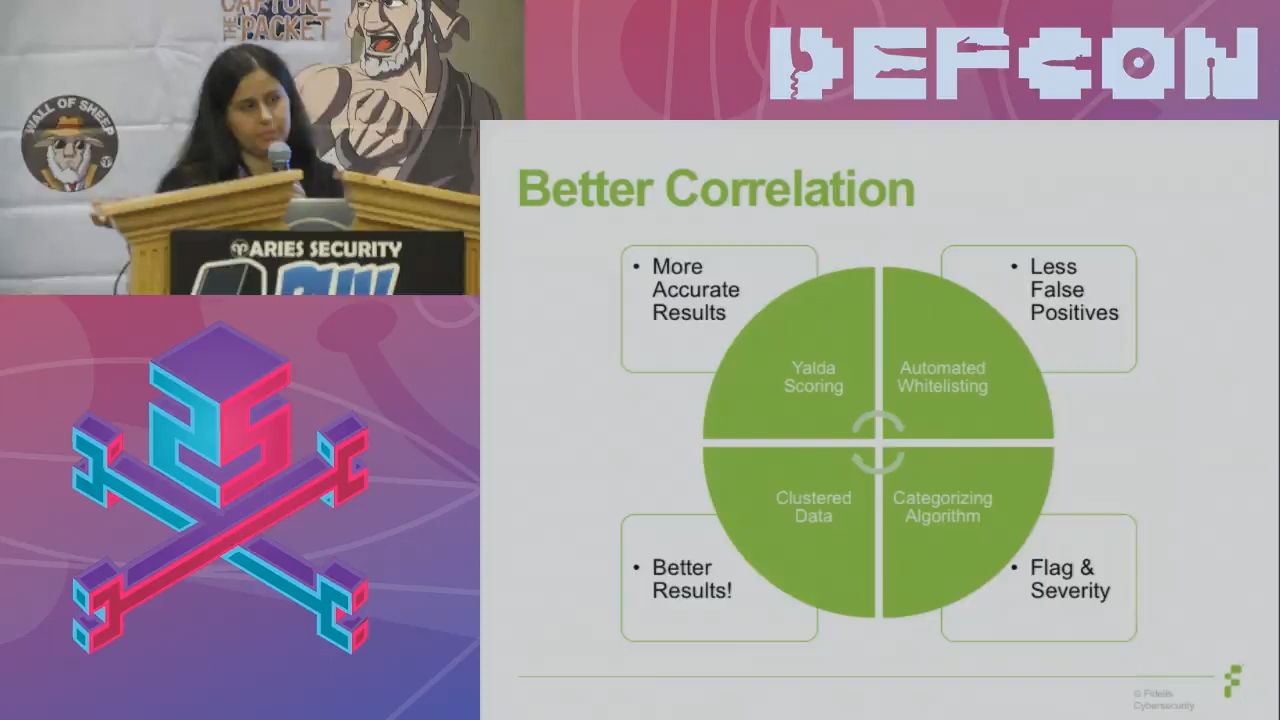 CAPTURE
THE PACKET
WALL OF SHEEP
ARIES SECURITY
DEFCON
Better Correlation
• More
Accurate
Results
• Less
False
Positives
Yalda
Scoring
Automated
Whitelisting
Clustered
Data
Categorizing
Algorithm
• Better
Results!
• Flag &
Severity
© Fidelis
Cybersecurity